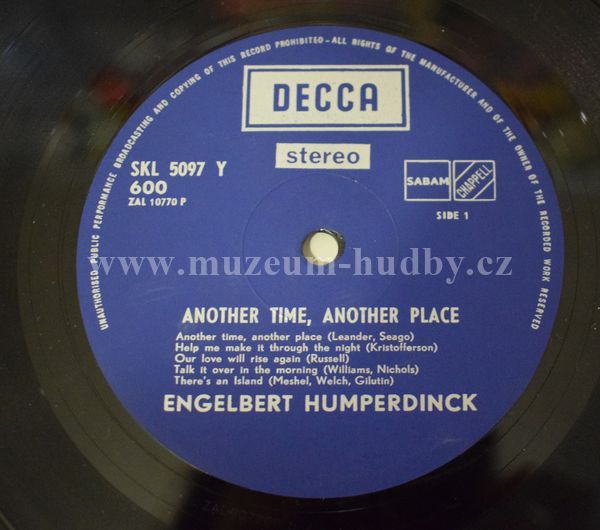 UNAUTHORISED PUBLIC PERFORMANCE BROADCASTING AND COPYING OF THIS RECORD PROHIBITED-ALL RIGHTS OF THE MANUFACTURER AND OF THE OWNER OF THE RECORDED WORK RESERVED
DECCA
stereo
SKL 5097 Y
600
ZAL 10770 P
SABAM
CHAPPELL
SIDE 1
www.muzeum-hudby.cz
ANOTHER TIME, ANOTHER PLACE
Another time, another place (Leander, Seago)
Help me make it through the night (Kristofferson)
Our love will rise again (Russell)
Talk it over in the morning (Williams, Nichols)
There's an Island (Meshel, Welch, Gilutin)
ENGELBERT HUMPERDINCK